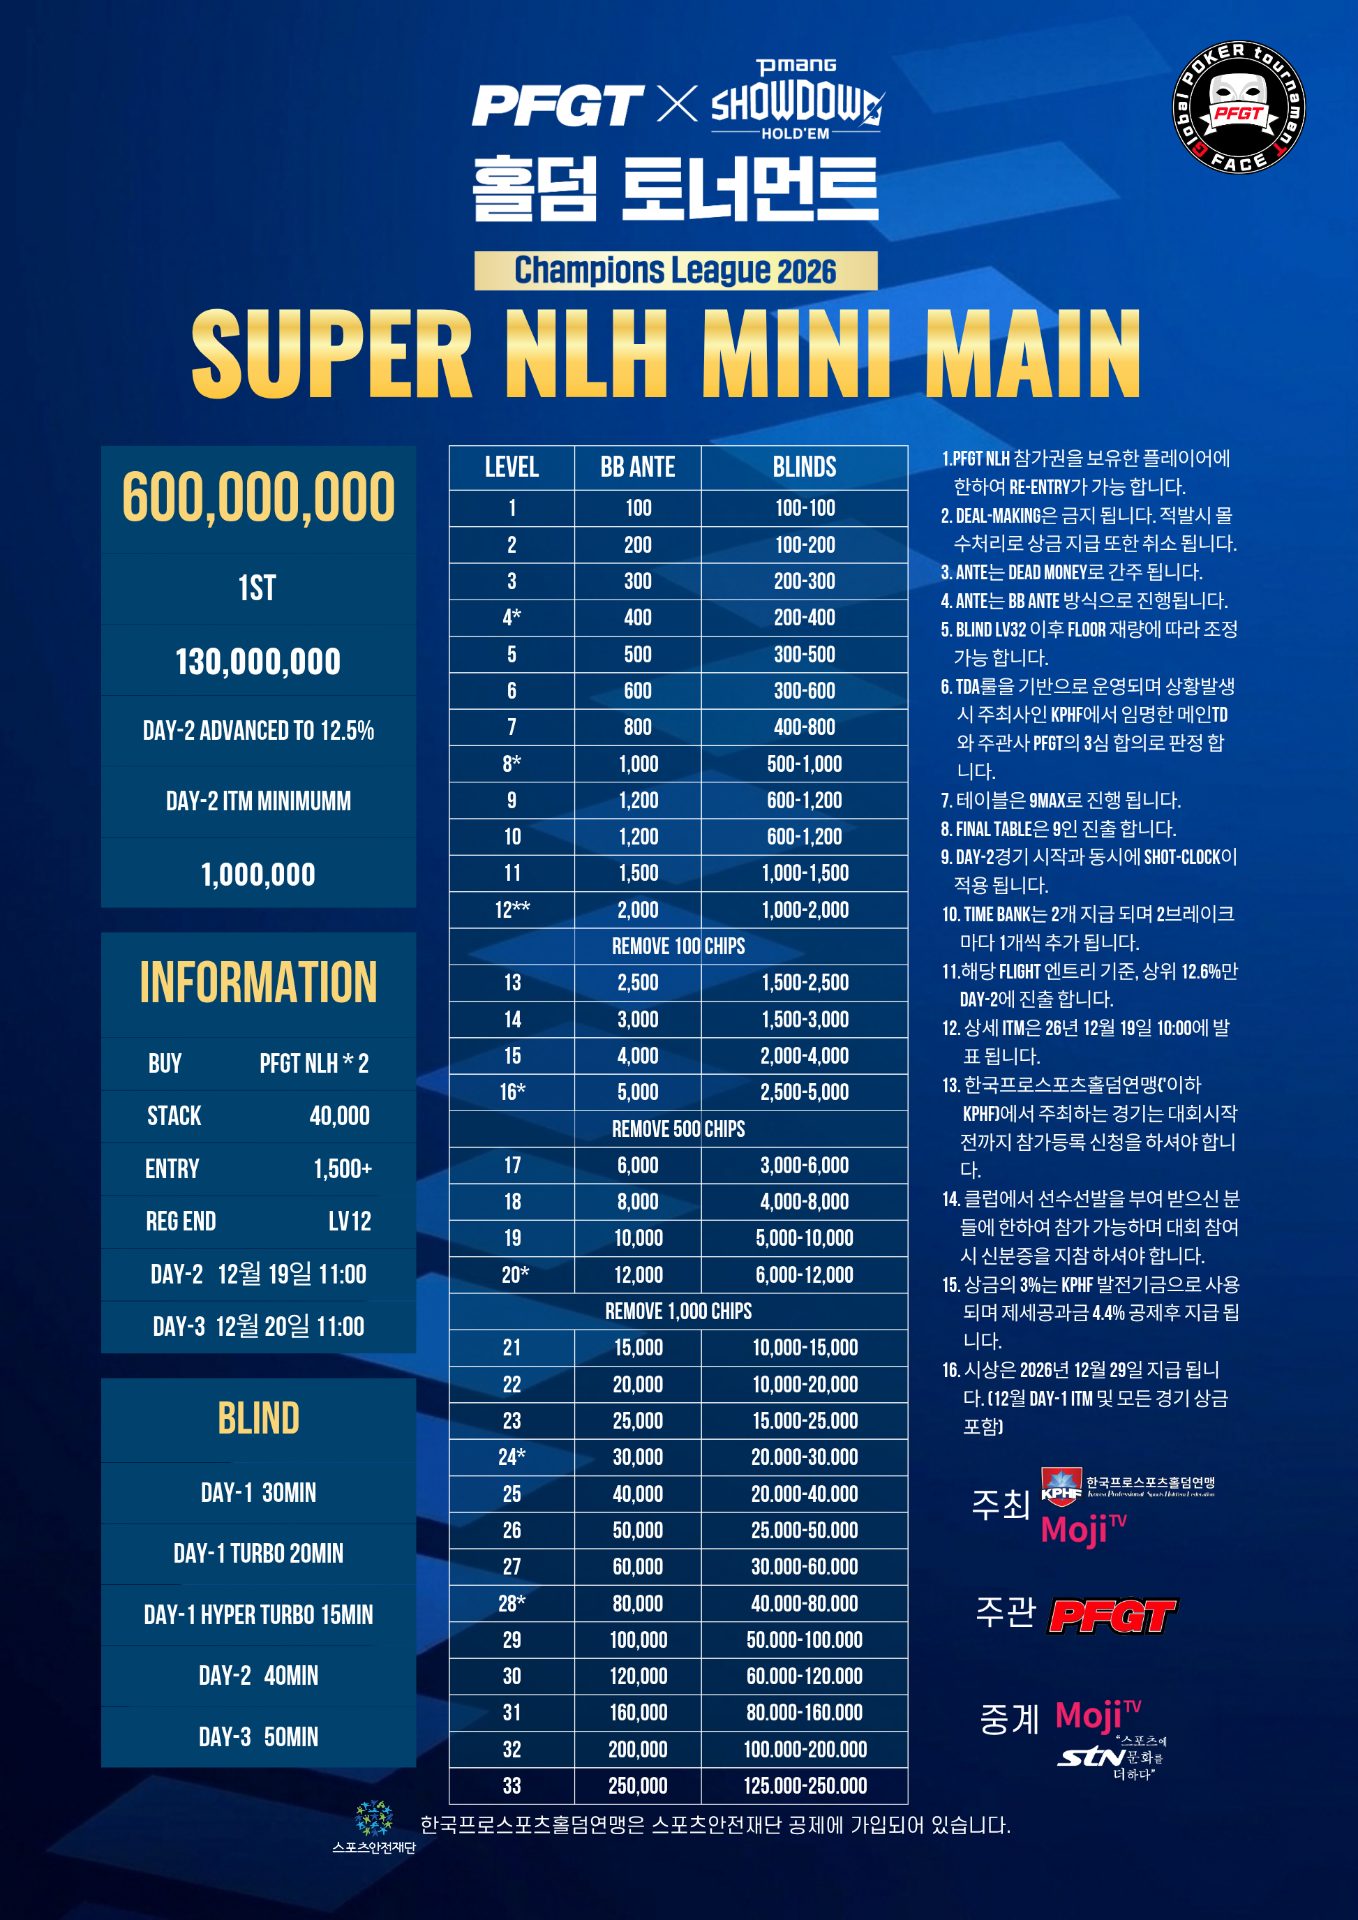 PFGT X Pmang SHOWDOWN HOLD'EM
홀덤 토너먼트
Champions League 2026
SUPER NLH MINI MAIN
Global POKER tournamenT FACE
PFGT
600,000,000
1ST
130,000,000
DAY-2 ADVANCED TO 12.5%
DAY-2 ITM MINIMUMM
1,000,000
INFORMATION
BUY PFGT NLH * 2
STACK 40,000
ENTRY 1,500+
REG END LV12
DAY-2 12월 19일 11:00
DAY-3 12월 20일 11:00
BLIND
DAY-1 30MIN
DAY-1 TURBO 20MIN
DAY-1 HYPER TURBO 15MIN
DAY-2 40MIN
DAY-3 50MIN
LEVEL BB ANTE BLINDS
1 100 100-100
2 200 100-200
3 300 200-300
4* 400 200-400
5 500 300-500
6 600 300-600
7 800 400-800
8* 1,000 500-1,000
9 1,200 600-1,200
10 1,200 600-1,200
11 1,500 1,000-1,500
12** 2,000 1,000-2,000
REMOVE 100 CHIPS
13 2,500 1,500-2,500
14 3,000 1,500-3,000
15 4,000 2,000-4,000
16* 5,000 2,500-5,000
REMOVE 500 CHIPS
17 6,000 3,000-6,000
18 8,000 4,000-8,000
19 10,000 5,000-10,000
20* 12,000 6,000-12,000
REMOVE 1,000 CHIPS
21 15,000 10,000-15,000
22 20,000 10,000-20,000
23 25,000 15.000-25.000
24* 30,000 20.000-30.000
25 40,000 20.000-40.000
26 50,000 25.000-50.000
27 60,000 30.000-60.000
28* 80,000 40.000-80.000
29 100,000 50.000-100.000
30 120,000 60.000-120.000
31 160,000 80.000-160.000
32 200,000 100.000-200.000
33 250,000 125.000-250.000
1.PFGT NLH 참가권을 보유한 플레이어에
한하여 RE-ENTRY가 가능 합니다.
2. DEAL-MAKING은 금지 됩니다. 적발시 몰
수처리로 상금 지급 또한 취소 됩니다.
3. ANTE는 DEAD MONEY로 간주 됩니다.
4. ANTE는 BB ANTE 방식으로 진행됩니다.
5. BLIND LV32 이후 FLOOR 재량에 따라 조정
가능 합니다.
6. TDA룰을 기반으로 운영되며 상황발생
시 주최사인 KPHF에서 임명한 메인TD
와 주관사 PFGT의 3심 합의로 판정 합
니다.
7. 테이블은 9MAX로 진행 됩니다.
8. FINAL TABLE은 9인 진출 합니다.
9. DAY-2경기 시작과 동시에 SHOT-CLOCK이
적용 됩니다.
10. TIME BANK는 2개 지급 되며 2브레이크
마다 1개씩 추가 됩니다.
11.해당 FLIGHT 엔트리 기준, 상위 12.6%만
DAY-2에 진출 합니다.
12. 상세 ITM은 26년 12월 19일 10:00에 발
표 됩니다.
13. 한국프로스포츠홀덤연맹('이하
KPHF)에서 주최하는 경기는 대회시작
전까지 참가등록 신청을 하셔야 합니
다.
14. 클럽에서 선수선발을 부여 받으신 분
들에 한하여 참가 가능하며 대회 참여
시 신분증을 지참 하셔야 합니다.
15. 상금의 3%는 KPHF 발전기금으로 사용
되며 제세공과금 4.4% 공제후 지급 됩
니다.
16. 시상은 2026년 12월 29일 지급 됩니
다. (12월 DAY-1 ITM 및 모든 경기 상금
포함)
주최 KPHF 한국프로스포츠홀덤연맹
Korea Professional Sports Holdem Federation
Moji TV
주관 PFGT
중계 Moji TV
STN "스포츠에
문화를
더하다"
스포츠안전재단
한국프로스포츠홀덤연맹은 스포츠안전재단 공제에 가입되어 있습니다.